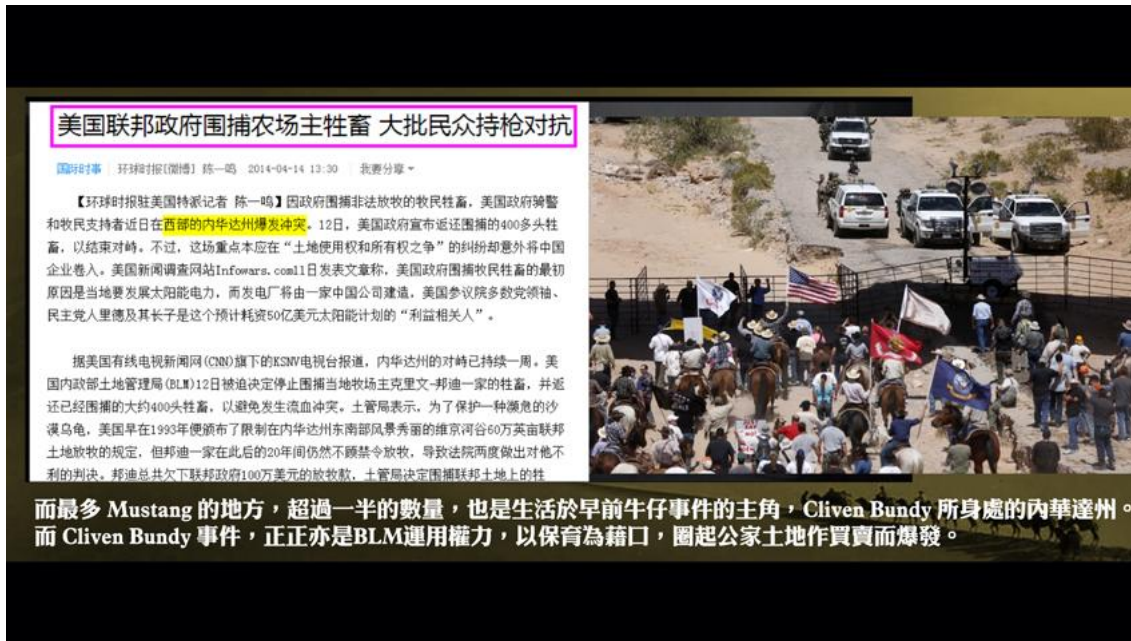 美国联邦政府围捕农场主牲畜 大批民众持枪对抗
国际时事 环球时报[微博] 陈一鸣 2014-04-14 13:30 我要分享
【环球时报驻美国特派记者 陈一鸣】因政府围捕非法放牧的牧民牲畜，美国政府骑警
和牧民支持者近日在西部的内华达州爆发冲突。12日，美国政府宣布返还围捕的400多头牲
畜，以结束对峙。不过，这场重点本应在“土地使用权和所有权之争”的纠纷却意外将中国
企业卷入。美国新闻调查网站Infowars.com11日发表文章称，美国政府围捕牧民牲畜的最初
原因是当地要发展太阳能电力，而发电厂将由一家中国公司建造，美国参议院多数党领袖、
民主党人里德及其长子是这个预计耗资50亿美元太阳能计划的“利益相关人”。
据美国有线电视新闻网(CNN)旗下的KSNV电视台报道，内华达州的对峙已持续一周。美
国内政部土地管理局(BLM)12日被迫决定停止围捕当地牧场主克里文-邦迪一家的牲畜，并返
还已经围捕的大约400头牲畜，以避免发生流血冲突。土管局表示，为了保护一种濒危的沙
漠乌龟，美国早在1993年便颁布了限制在内华达州东南部风景秀丽的维京河谷60万英亩联邦
土地放牧的规定，但邦迪一家在此后的20年间仍然不顾禁令放牧，导致法院两度做出对他不
利的判决。邦迪总共欠下联邦政府100万美元的放牧款，土管局决定围捕联邦土地上的牲
而最多 Mustang 的地方，超過一半的數量，也是生活於早前牛仔事件的主角，Cliven Bundy 所身處的內華達州。
而 Cliven Bundy 事件，正正亦是BLM運用權力，以保育為藉口，圈起公家土地作買賣而爆發。